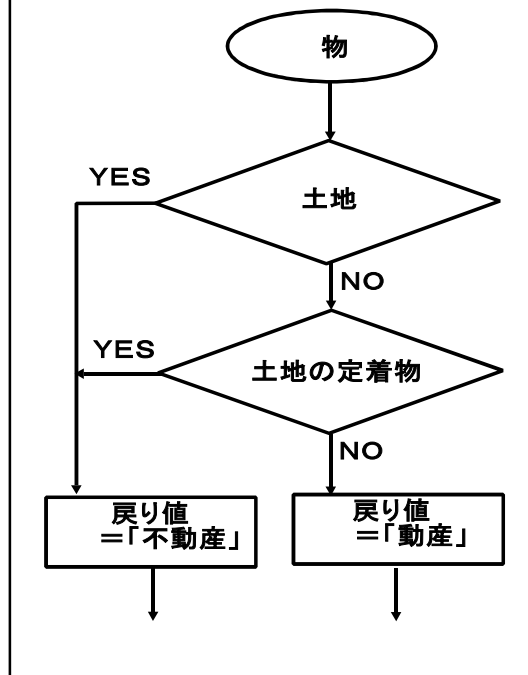 物
YES
土地
NO
YES
土地の定着物
NO
戻り値
＝「不動産」
戻り値
＝「動産」